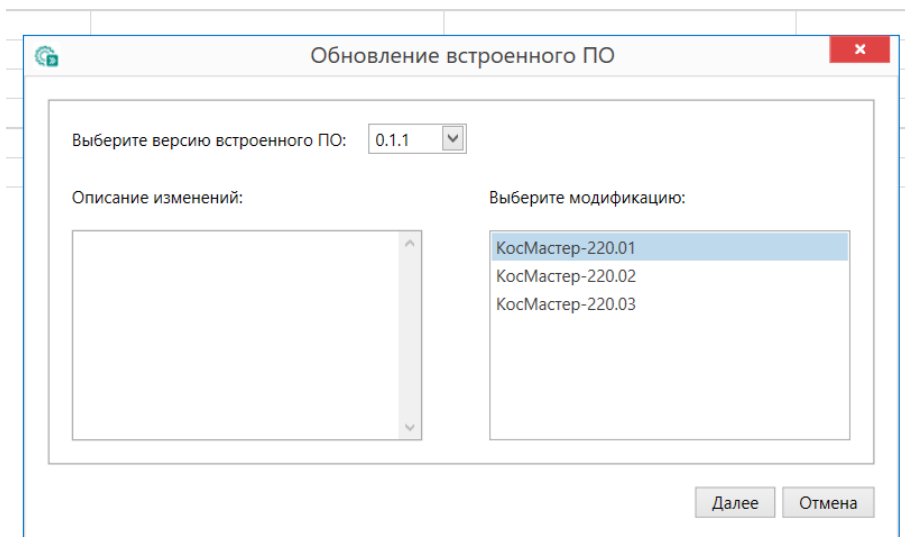 Обновление встроенного ПО
Выберите версию встроенного ПО: 0.1.1
Описание изменений:
Выберите модификацию:
КосМастер-220.01
КосМастер-220.02
КосМастер-220.03
Далее
Отмена